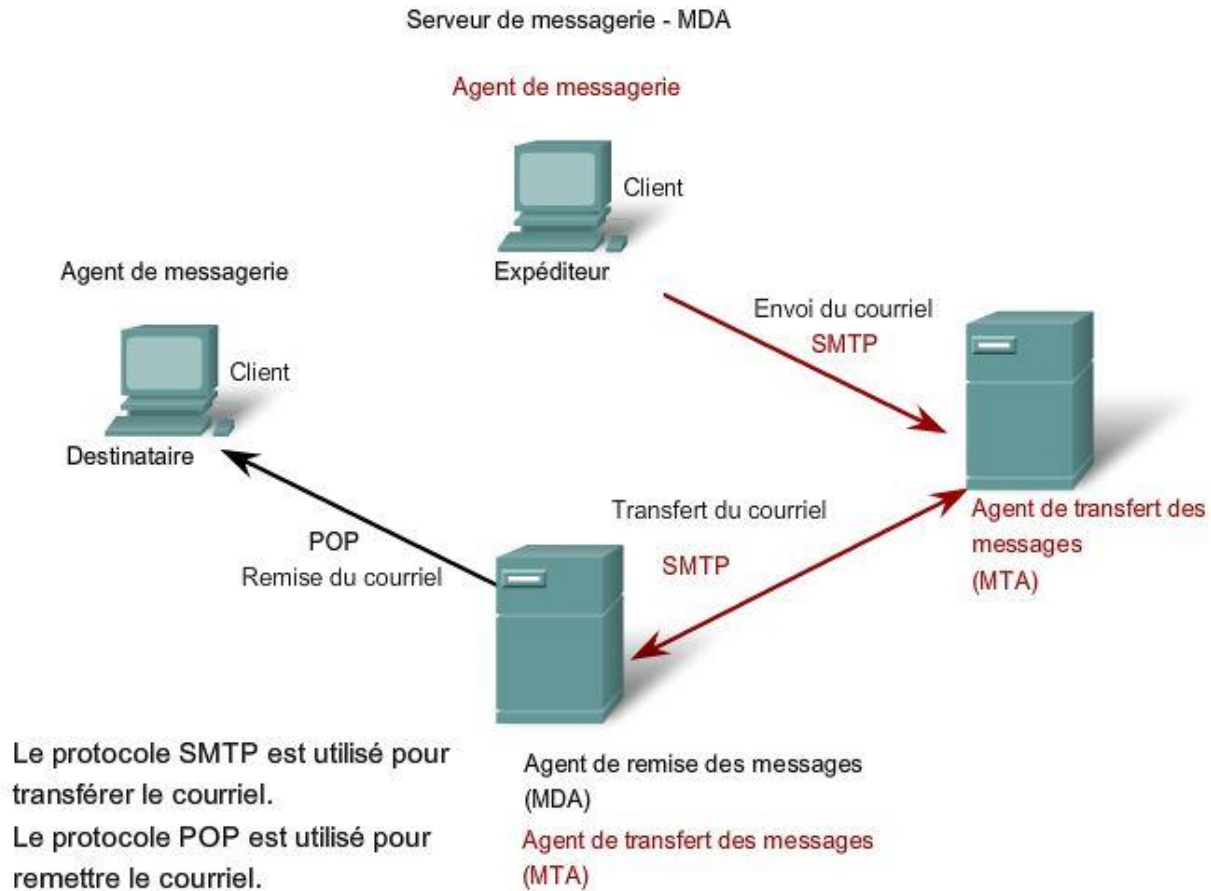 Serveur de messagerie - MDA
Agent de messagerie
Client
Expéditeur
Agent de messagerie
Client
Destinataire
Envoi du courriel
SMTP
Agent de transfert des
messages
(MTA)
Transfert du courriel
SMTP
POP
Remise du courriel
Le protocole SMTP est utilisé pour
transférer le courriel.
Le protocole POP est utilisé pour
remettre le courriel.
Agent de remise des messages
(MDA)
Agent de transfert des messages
(MTA)